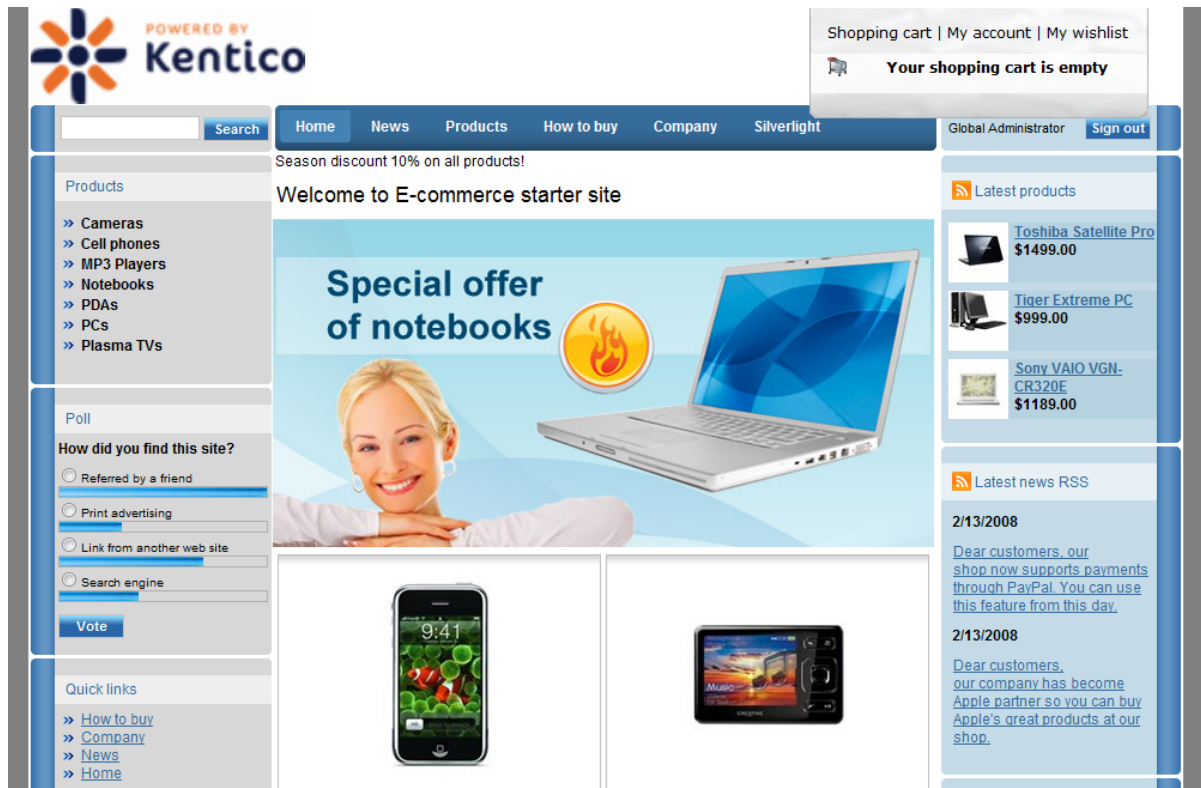 POWERED BY
Kentico
Shopping cart | My account | My wishlist
Your shopping cart is empty
Search
Home News Products How to buy Company Silverlight
Global Administrator Sign out
Products
» Cameras
» Cell phones
» MP3 Players
» Notebooks
» PDAs
» PCs
» Plasma TVs
Poll
How did you find this site?
Referred by a friend
Print advertising
Link from another web site
Search engine
Vote
Quick links
» How to buy
» Company
» News
» Home
Season discount 10% on all products!
Welcome to E-commerce starter site
Special offer
of notebooks
9:41
Music
CREATIVE
Latest products
Toshiba Satellite Pro
$1499.00
Tiger Extreme PC
$999.00
Sony VAIO VGN-
CR320E
$1189.00
Latest news RSS
2/13/2008
Dear customers, our
shop now supports payments
through PayPal. You can use
this feature from this day.
2/13/2008
Dear customers,
our company has become
Apple partner so you can buy
Apple's great products at our
shop.